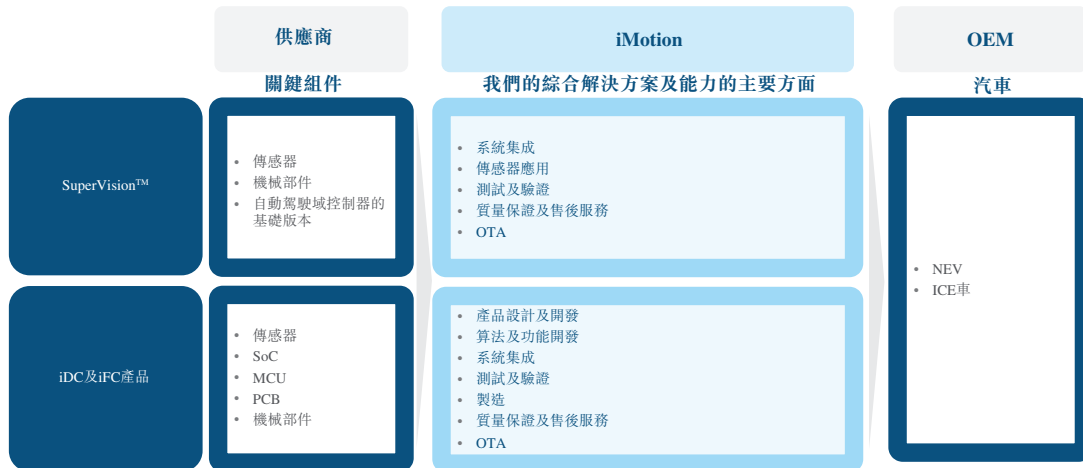 供應商
iMotion
OEM
關鍵組件
我們的綜合解決方案及能力的主要方面
汽車
SuperVision™
• 傳感器
• 機械部件
• 自動駕駛域控制器的
基礎版本
• 系統集成
• 傳感器應用
• 測試及驗證
• 質量保證及售後服務
• OTA
• NEV
• ICE車
iDC及iFC產品
• 傳感器
• SoC
• MCU
• PCB
• 機械部件
• 產品設計及開發
• 算法及功能開發
• 系統集成
• 測試及驗證
• 製造
• 質量保證及售後服務
• OTA